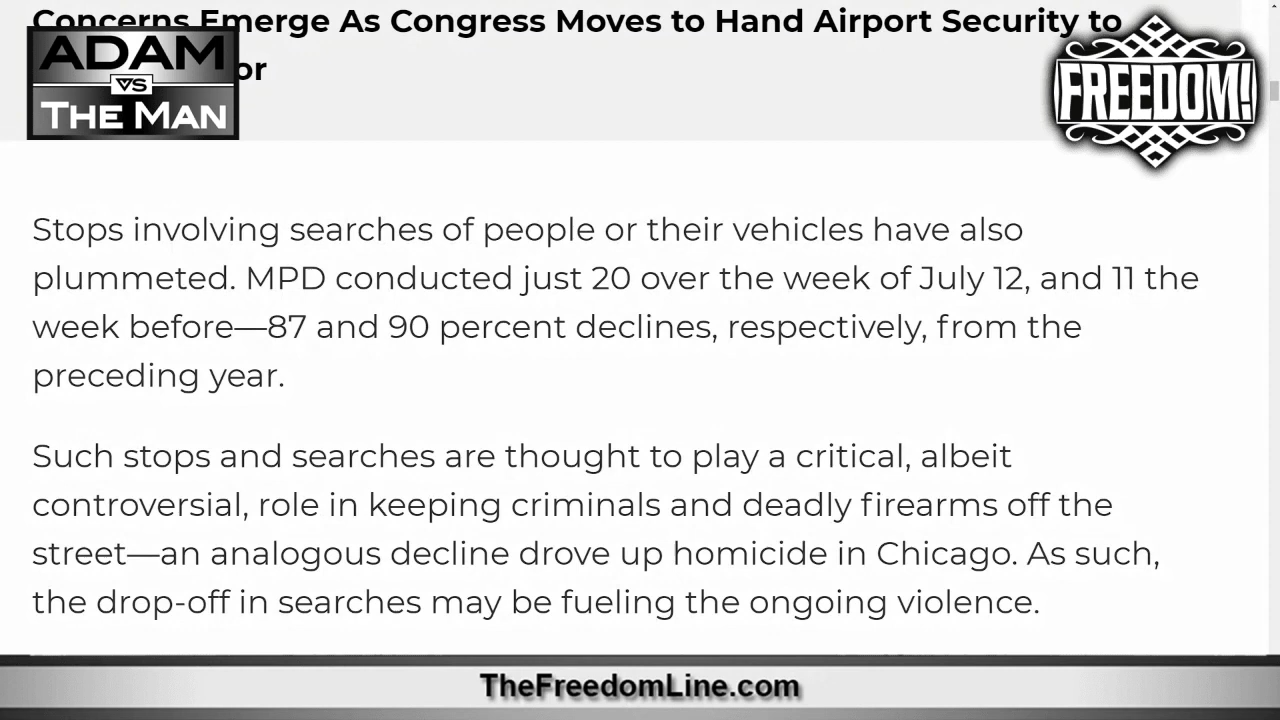 Concerns Emerge As Congress Moves to Hand Airport Security to
or
ADAM
VS
THE MAN
FREEDOM!
Stops involving searches of people or their vehicles have also
plummeted. MPD conducted just 20 over the week of July 12, and 11 the
week before—87 and 90 percent declines, respectively, from the
preceding year.
Such stops and searches are thought to play a critical, albeit
controversial, role in keeping criminals and deadly firearms off the
street—an analogous decline drove up homicide in Chicago. As such,
the drop-off in searches may be fueling the ongoing violence.
TheFreedomLine.com